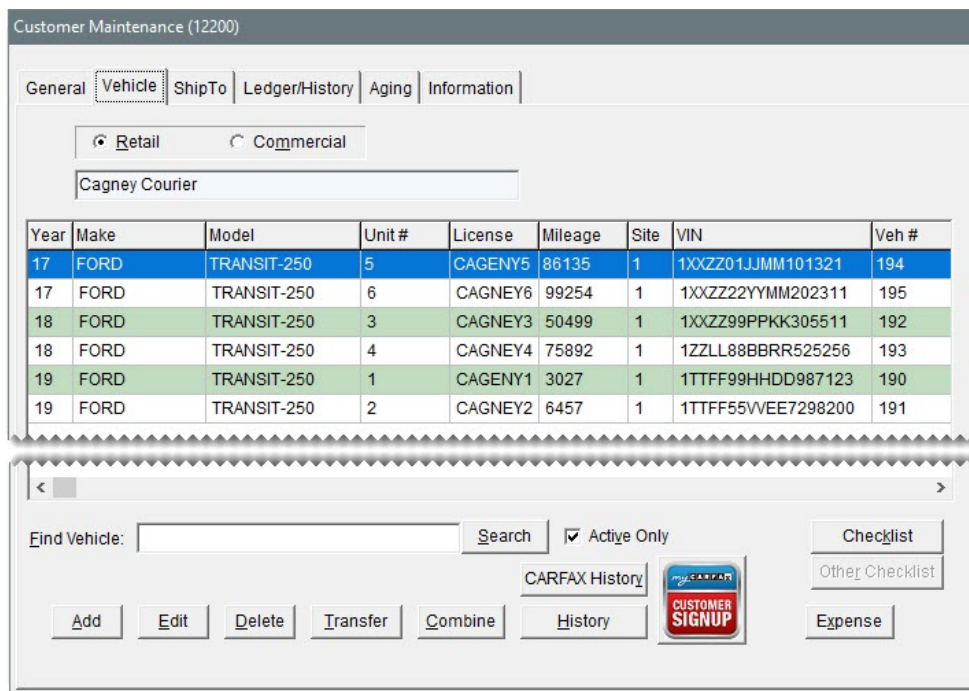 Customer Maintenance (12200)
General Vehicle ShipTo Ledger/History Aging Information
Retail Commercial
Cagney Courier
Year Make Model Unit # License Mileage Site VIN Veh #
17 FORD TRANSIT-250 5 CAGENY5 86135 1 1XXZZ01JJMM101321 194
17 FORD TRANSIT-250 6 CAGNEY6 99254 1 1XXZZ22YYMM202311 195
18 FORD TRANSIT-250 3 CAGNEY3 50499 1 1XXZZ99PPKK305511 192
18 FORD TRANSIT-250 4 CAGNEY4 75892 1 1ZZLL88BBRR525256 193
19 FORD TRANSIT-250 1 CAGENY1 3027 1 1TTFF99HHDD987123 190
19 FORD TRANSIT-250 2 CAGNEY2 6457 1 1TTFF55VVEE7298200 191
Find Vehicle: Search Active Only Checklist
CARFAX History myCARFAX Other Checklist
CUSTOMER
SIGNUP
Add Edit Delete Transfer Combine History Expense